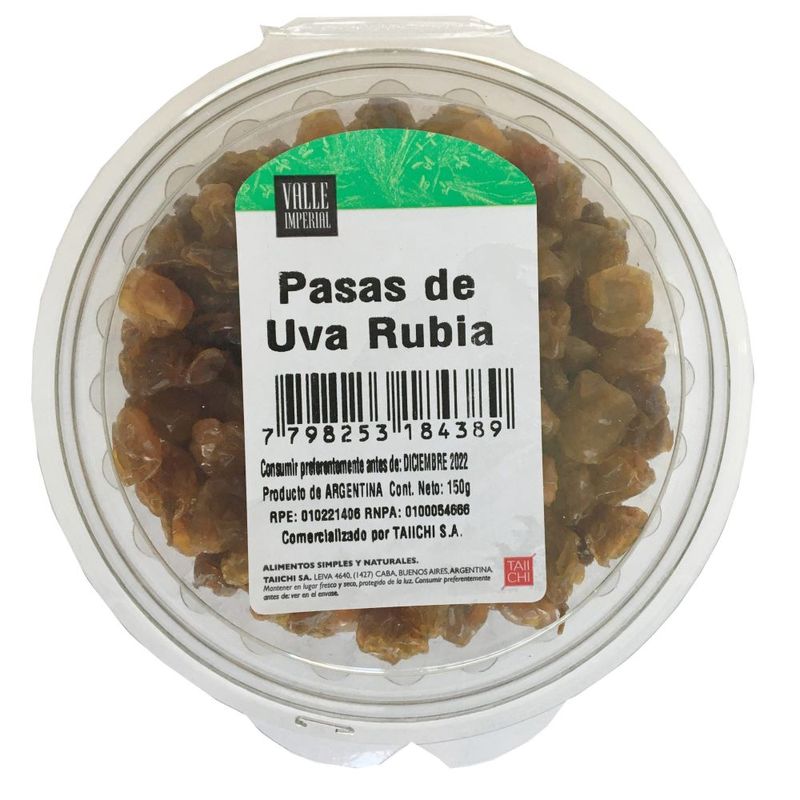 VALLE
IMPERIAL
Pasas de
Uva Rubia
7 798253 184389
Consumir preferentemente antes de: DICIEMBRE 2022
Producto de ARGENTINA Cont. Neto: 150g
RPE: 010221406 RNPA: 0100054666
Comercializado por TAIICHI S.A.
ALIMENTOS SIMPLES Y NATURALES.
TAIICHI SA. LEIVA 4640, (1427) CABA, BUENOS AIRES, ARGENTINA.
Mantener en lugar fresco y seco, protegido de la luz. Consumir preferentemente
antes de: ver en el envase.
TAII
CHI